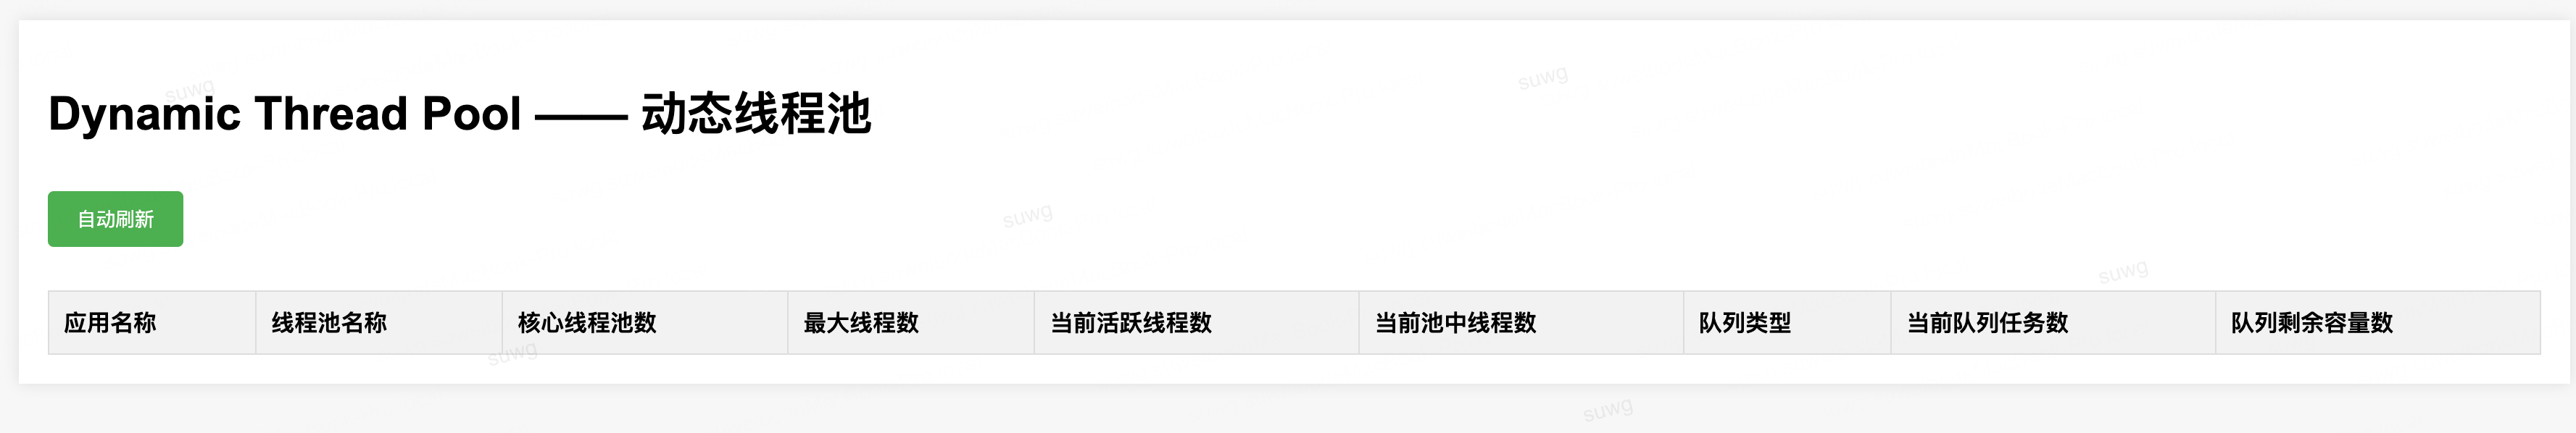 Dynamic Thread Pool —— 动态线程池
自动刷新
应用名称 线程池名称 核心线程池数 最大线程数 当前活跃线程数 当前池中线程数 队列类型 当前队列任务数 队列剩余容量数
suwg
suwg
suwg
suwg
suwg
suwg